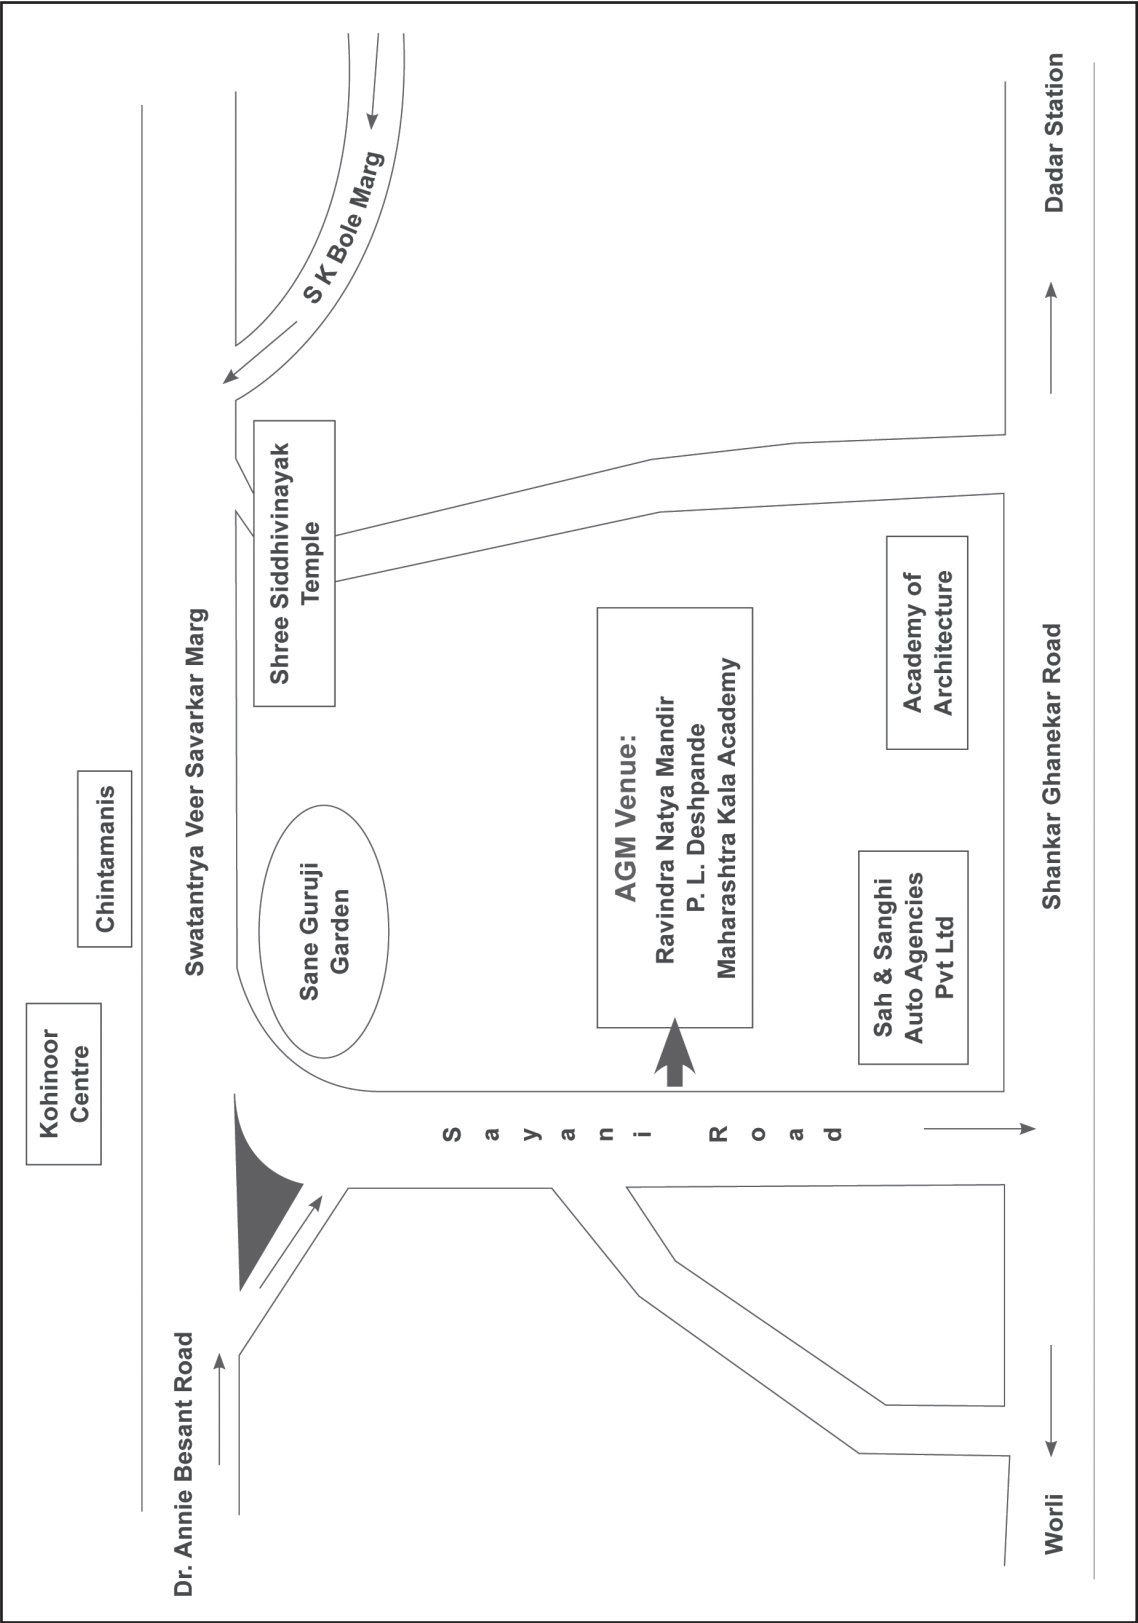 Kohinoor
Centre
Chintamanis
Dr. Annie Besant Road
Swatantrya Veer Savarkar Marg
S K Bole Marg
Shree Siddhivinayak
Temple
Sane Guruji
Garden
Sayani Road
AGM Venue:
Ravindra Natya Mandir
P. L. Deshpande
Maharashtra Kala Academy
Sah & Sanghi
Auto Agencies
Pvt Ltd
Academy of
Architecture
Worli
Shankar Ghanekar Road
Dadar Station